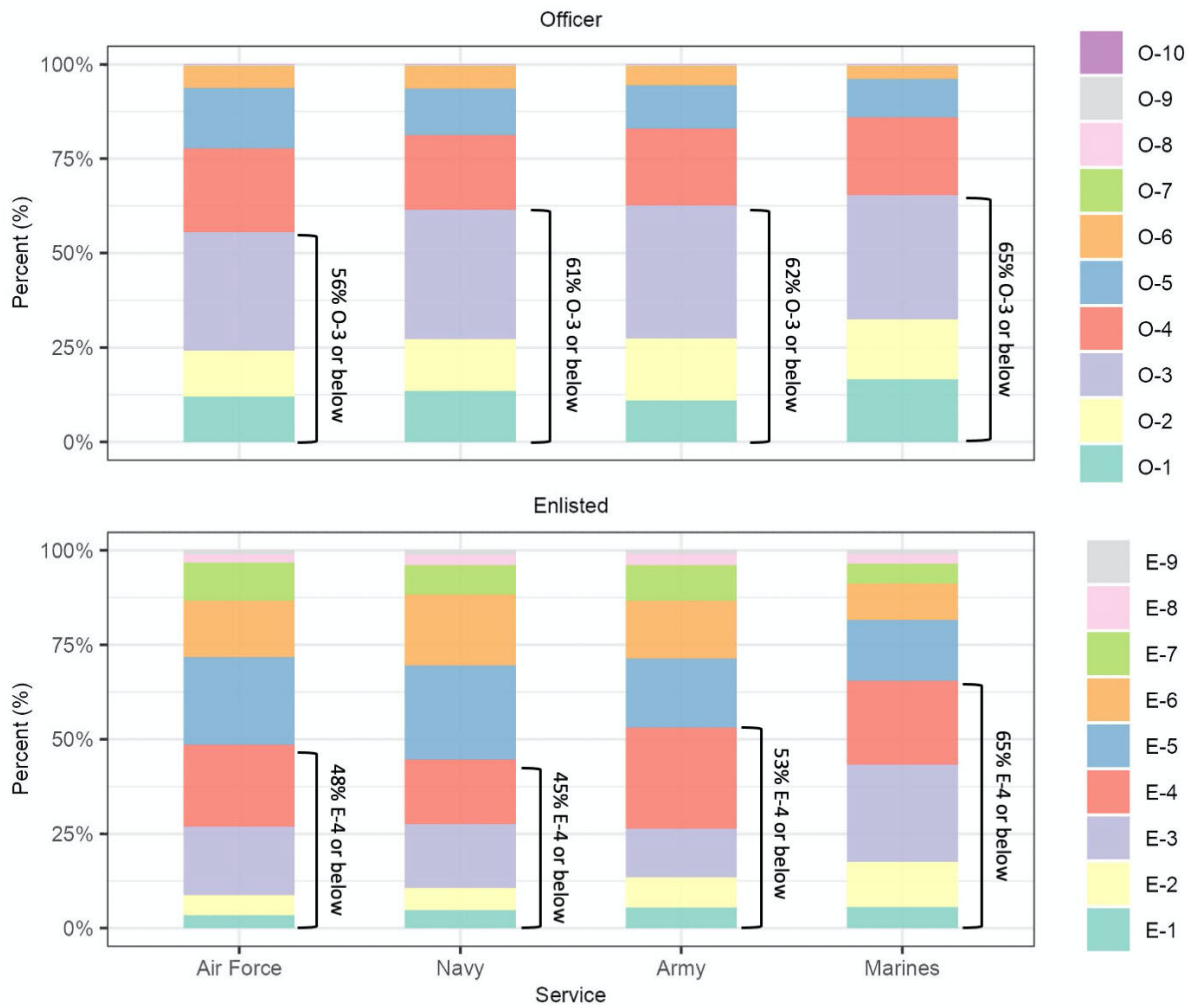 Officer
100%
75%
50%
25%
0%
Percent (%)
56% O-3 or below
61% O-3 or below
62% O-3 or below
65% O-3 or below
O-10
O-9
O-8
O-7
O-6
O-5
O-4
O-3
O-2
O-1
Enlisted
100%
75%
50%
25%
0%
Percent (%)
48% E-4 or below
45% E-4 or below
53% E-4 or below
65% E-4 or below
E-9
E-8
E-7
E-6
E-5
E-4
E-3
E-2
E-1
Air Force
Navy
Army
Marines
Service